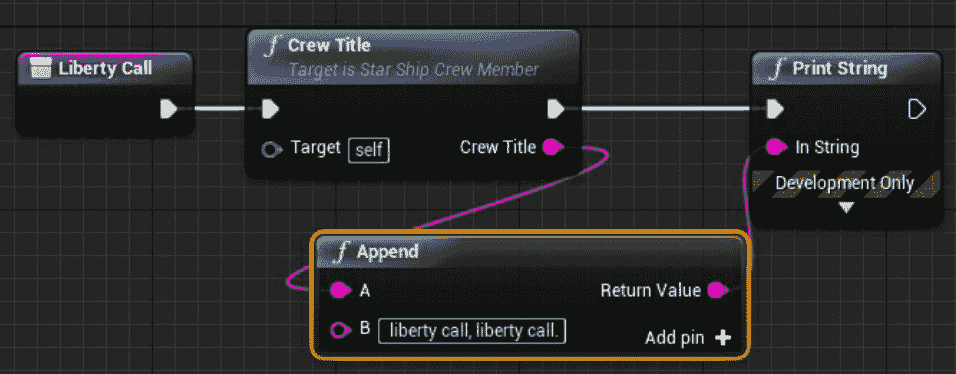 Liberty Call
f Crew Title
Target is Star Ship Crew Member
Target self
Crew Title
f Print String
In String
Development Only
f Append
A
Return Value
B liberty call, liberty call.
Add pin